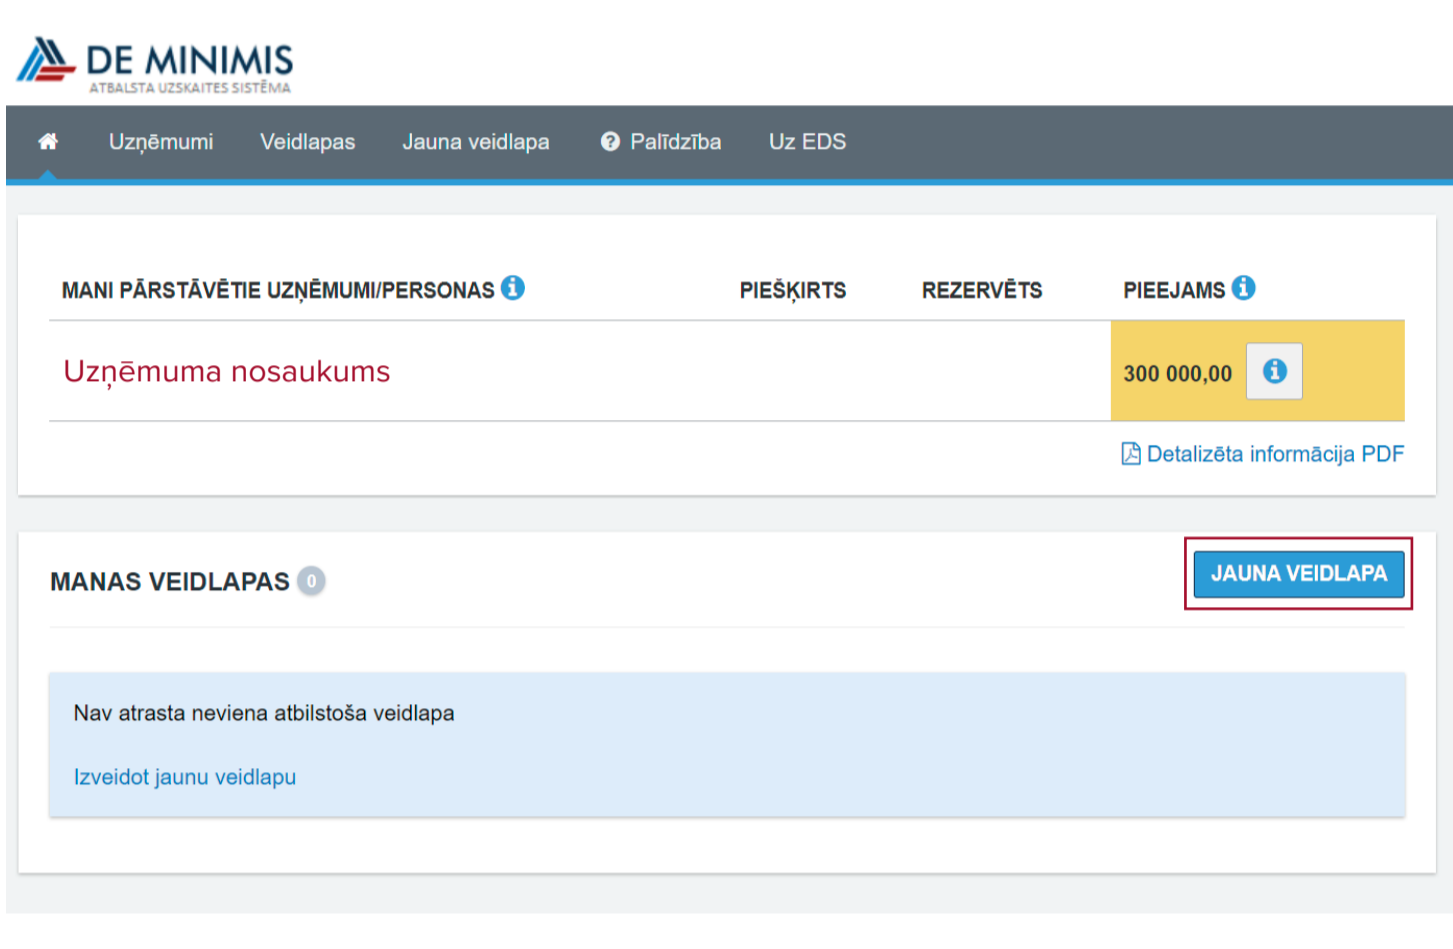 DE MINIMIS
ATBALSTA UZSKAITES SISTĒMA
Uzņēmumi Veidlapas Jauna veidlapa Palīdzība Uz EDS
MANI PĀRSTĀVĒTIE UZŅĒMUMI/PERSONAS PIEŠĶIRTS REZERVĒTS PIEEJAMS
Uzņēmuma nosaukums 300 000,00
Detalizēta informācija PDF
MANAS VEIDLAPAS 0 JAUNA VEIDLAPA
Nav atrasta neviena atbilstoša veidlapa
Izveidot jaunu veidlapu